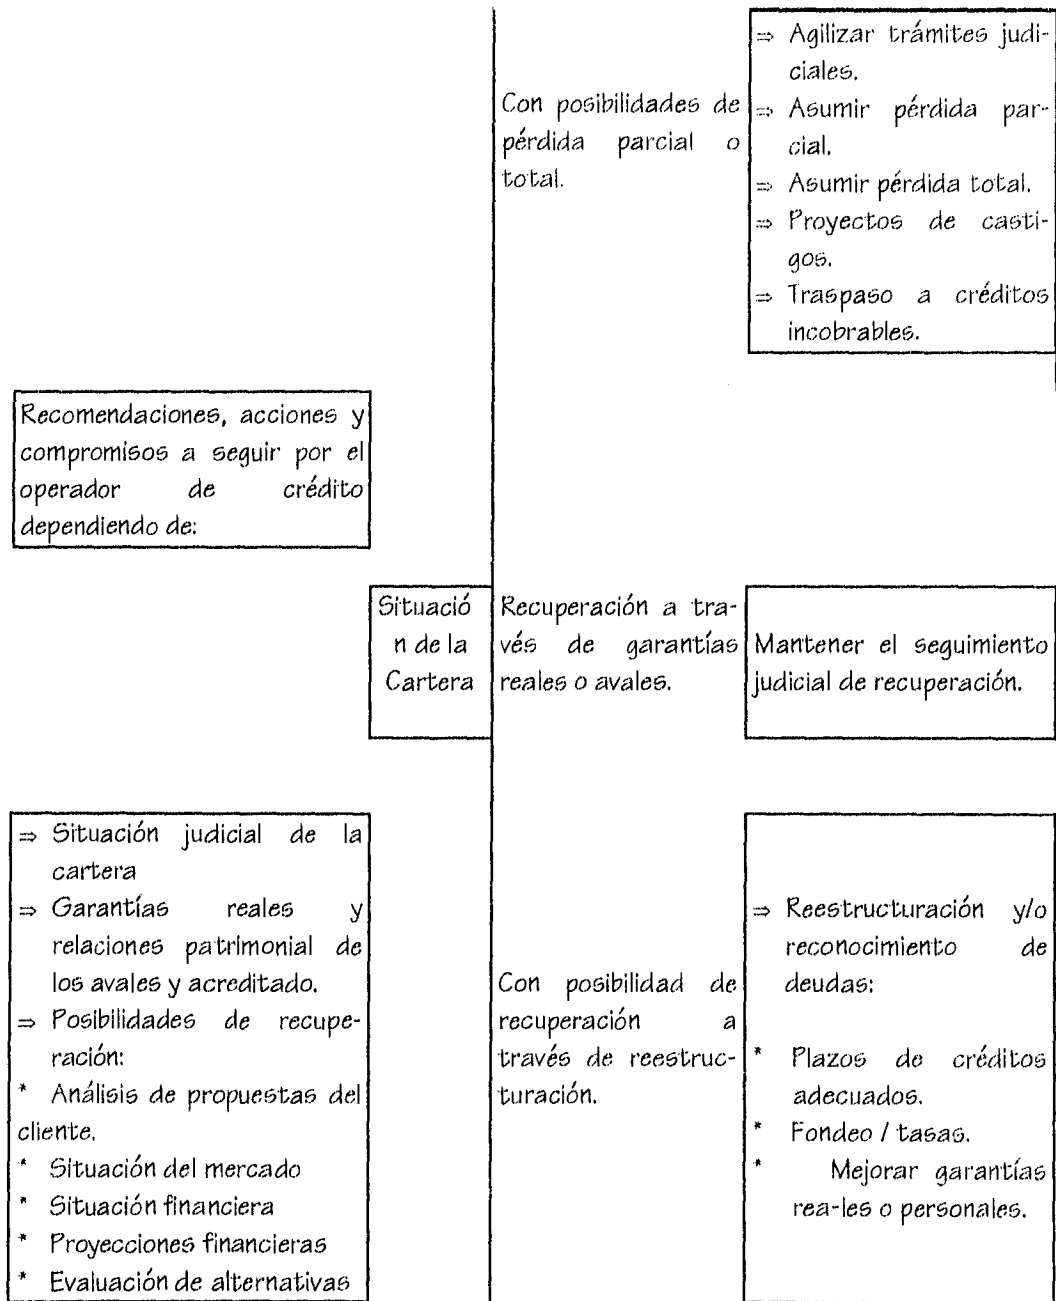 ⇒ Agilizar trámites judi-
ciales.
⇒ Asumir pérdida par-
cial.
⇒ Asumir pérdida total.
⇒ Proyectos de casti-
gos.
⇒ Traspaso a créditos
incobrables.
Con posibilidades de
pérdida parcial o
total.
Recomendaciones, acciones y
compromisos a seguir por el
operador de crédito
dependiendo de:
Situació
n de la
Cartera
Recuperación a tra-
vés de garantías
reales o avales.
Mantener el seguimiento
judicial de recuperación.
⇒ Situación judicial de la
cartera
⇒ Garantías reales y
relaciones patrimonial de
los avales y acreditado.
⇒ Posibilidades de recupe-
ración:
* Análisis de propuestas del
cliente.
* Situación del mercado
* Situación financiera
* Proyecciones financieras
* Evaluación de alternativas
Con posibilidad de
recuperación a
través de reestruc-
turación.
⇒ Reestructuración y/o
reconocimiento de
deudas:
* Plazos de créditos
adecuados.
* Fondeo / tasas.
* Mejorar garantías
rea-les o personales.